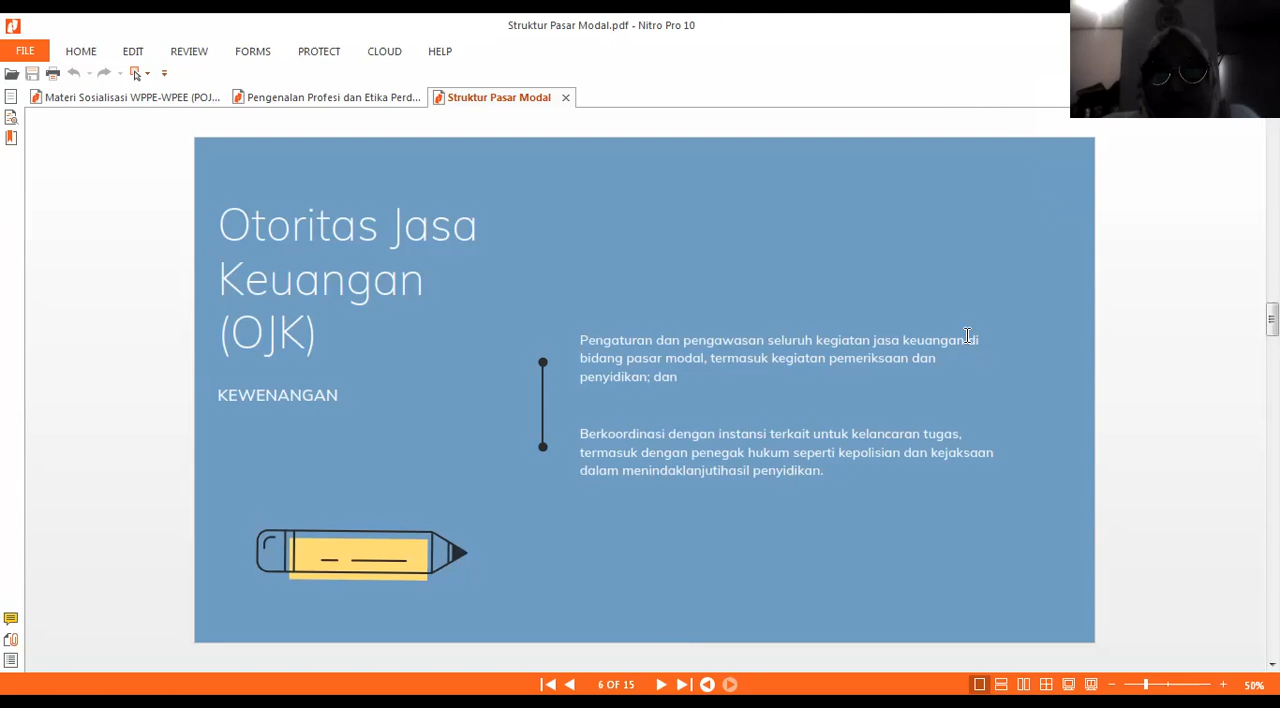 Struktur Pasar Modal.pdf - Nitro Pro 10
FILE HOME EDIT REVIEW FORMS PROTECT CLOUD HELP
Materi Sosialisasi WPPE-WPEE (POJ... Pengenalan Profesi dan Etika Perd... Struktur Pasar Modal
Otoritas Jasa
Keuangan
(OJK)
KEWENANGAN
Pengaturan dan pengawasan seluruh kegiatan jasa keuangan di
bidang pasar modal, termasuk kegiatan pemeriksaan dan
penyidikan; dan
Berkoordinasi dengan instansi terkait untuk kelancaran tugas,
termasuk dengan penegak hukum seperti kepolisian dan kejaksaan
dalam menindaklanjutihasil penyidikan.
6 OF 15
50%